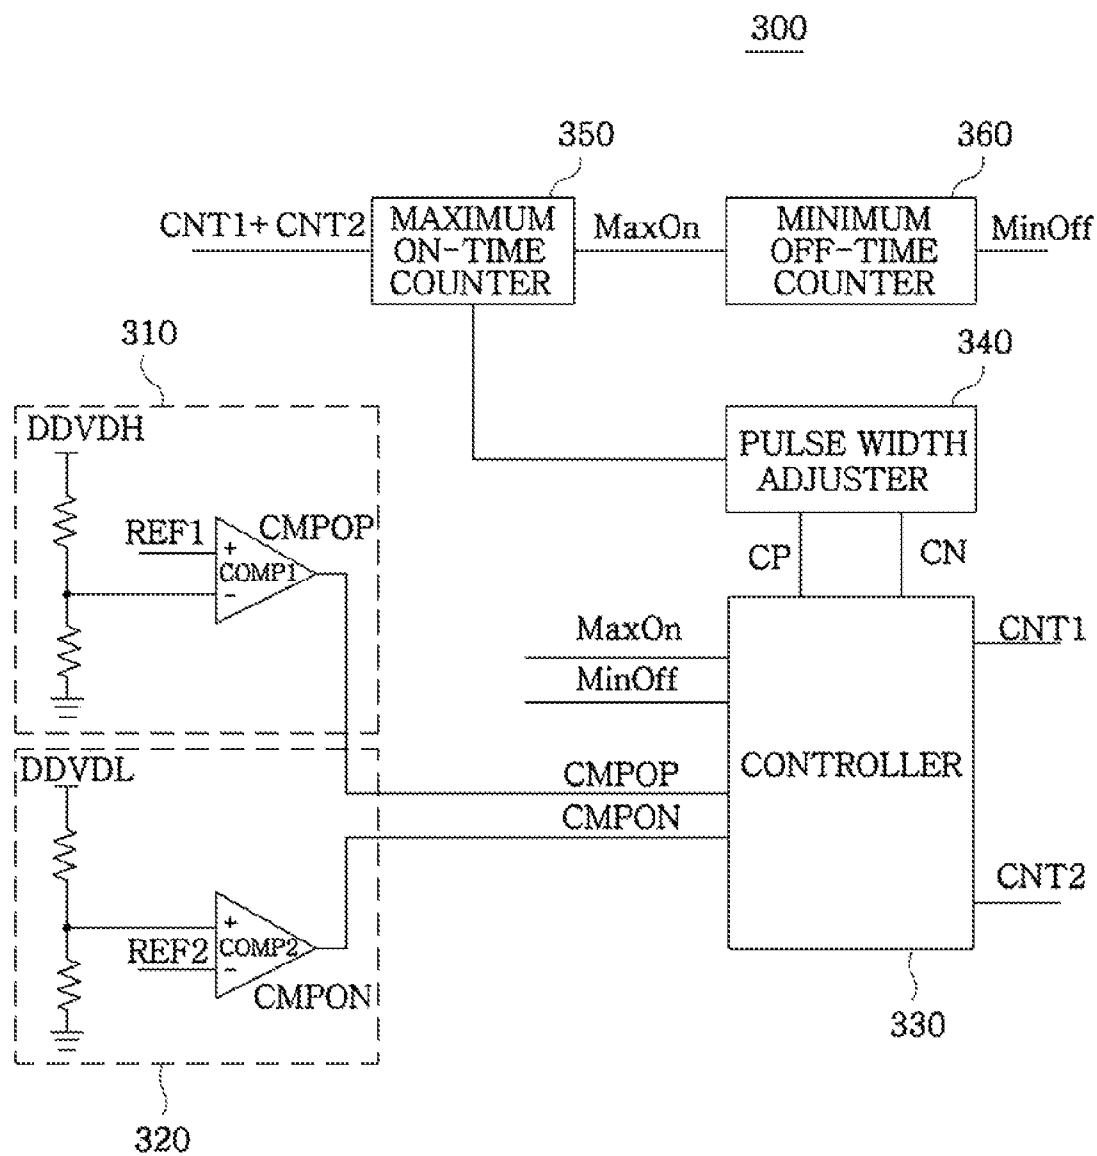 300
350
360
CNT1+ CNT2
MAXIMUM
ON-TIME
COUNTER
MaxOn
MINIMUM
OFF-TIME
COUNTER
MinOff
310
340
DDVDH
PULSE WIDTH
ADJUSTER
REF1
+
COMP1
-
CMPOP
CP
CN
MaxOn
MinOff
CNT1
DDVDL
CMPOP
CMPON
CONTROLLER
CNT2
+
COMP2
-
REF2
CMPON
330
320